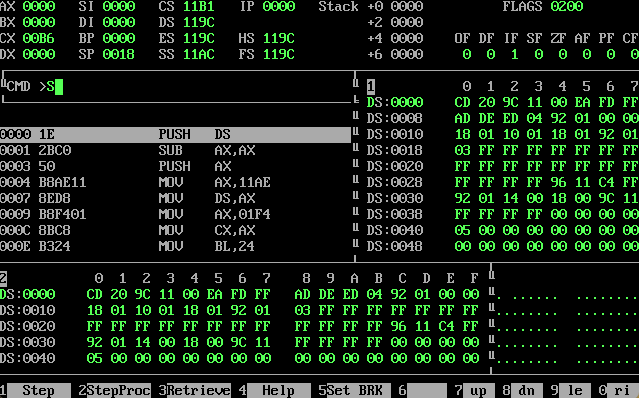 AX 0000 SI 0000 CS 11B1 IP 0000 Stack +0 0000 FLAGS 0200
BX 0000 DI 0000 DS 119C +2 0000
CX 00B6 BP 0000 ES 119C HS 119C +4 0000 OF DF IF SF ZF AF PF CF
DX 0000 SP 0018 SS 11AC FS 119C +6 0000 0 0 1 0 0 0 0 0
CMD >S
1 0 1 2 3 4 5 6 7
DS:0000 CD 20 9C 11 00 EA FD FF
DS:0008 AD DE ED 04 92 01 00 00
DS:0010 18 01 10 01 18 01 92 01
DS:0018 03 FF FF FF FF FF FF FF
DS:0020 FF FF FF FF FF FF FF FF
DS:0028 FF FF FF FF 96 11 C4 FF
DS:0030 92 01 14 00 18 00 9C 11
DS:0038 FF FF FF FF 00 00 00 00
DS:0040 05 00 00 00 00 00 00 00
DS:0048 00 00 00 00 00 00 00 00
0000 1E PUSH DS
0001 2BC0 SUB AX,AX
0003 50 PUSH AX
0004 B8AE11 MOV AX,11AE
0007 8ED8 MOV DS,AX
0009 B8F401 MOV AX,01F4
000C 8BC8 MOV CX,AX
000E B324 MOV BL,24
2 0 1 2 3 4 5 6 7 8 9 A B C D E F
DS:0000 CD 20 9C 11 00 EA FD FF AD DE ED 04 92 01 00 00
DS:0010 18 01 10 01 18 01 92 01 03 FF FF FF FF FF FF FF
DS:0020 FF FF FF FF FF FF FF FF FF FF FF FF 96 11 C4 FF
DS:0030 92 01 14 00 18 00 9C 11 FF FF FF FF 00 00 00 00
DS:0040 05 00 00 00 00 00 00 00 00 00 00 00 00 00 00 00
1 Step 2StepProc 3Retrieve 4 Help 5Set BRK 6 7 up 8 dn 9 le 0 ri